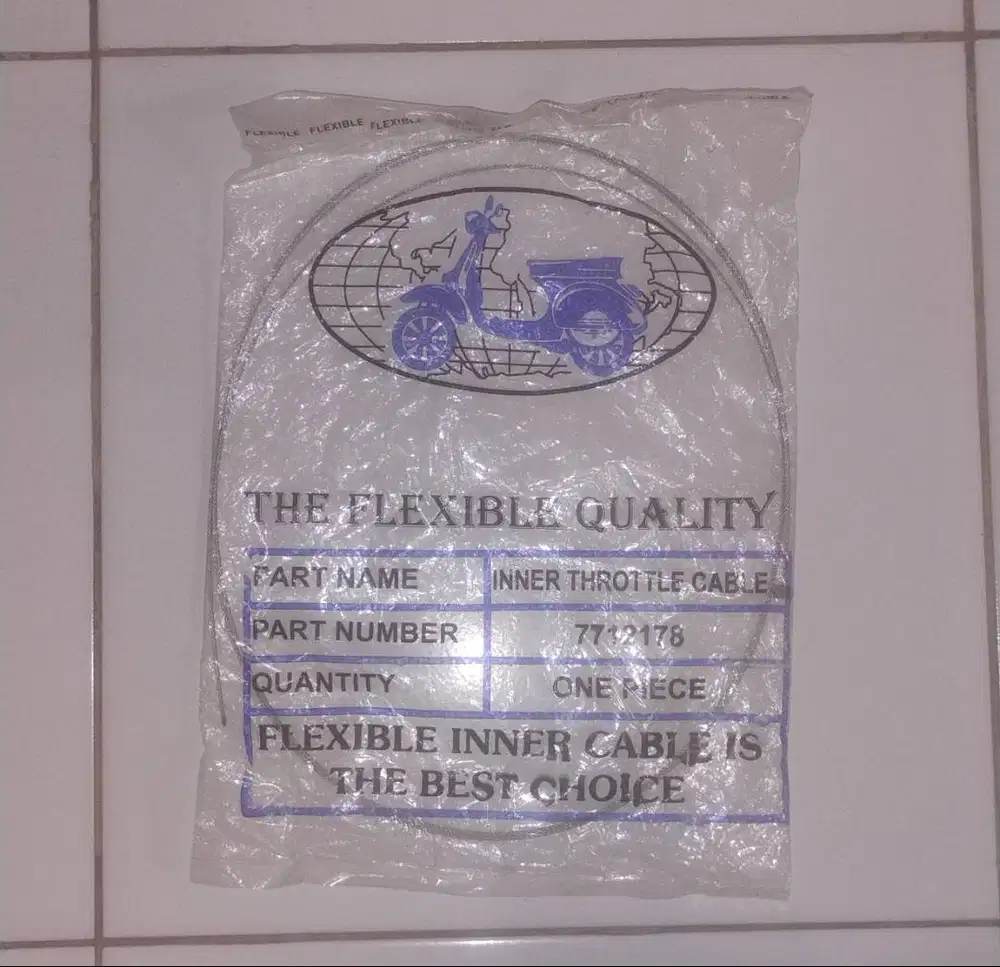 FLEXIBLE FLEXIBLE FLEXIBLE
THE FLEXIBLE QUALITY
PART NAME INNER THROTTLE CABLE
PART NUMBER 7712178
QUANTITY ONE PIECE
FLEXIBLE INNER CABLE IS
THE BEST CHOICE